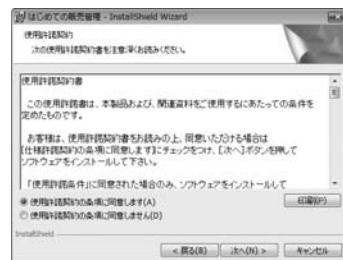 はじめての販売管理 - InstallShield Wizard
使用許諾契約
次の使用許諾契約書を注意深くお読みください。
使用許諾契約書
この使用許諾書は、本製品および、関連資料をご使用するにあたっての条件を
定めたものです。
お客様は、使用許諾契約書をお読みの上、同意いただける場合は
[仕様許諾契約の条項に同意します]にチェックをつけ、[次へ]ボタンを押して
ソフトウェアをインストールして下さい。
「使用許諾条件」に同意された場合のみ、ソフトウェアをインストールして
使用許諾契約の条項に同意します(A)
印刷(P)
使用許諾契約の条項に同意しません(D)
InstallShield
< 戻る(B)
次へ(N) >
キャンセル